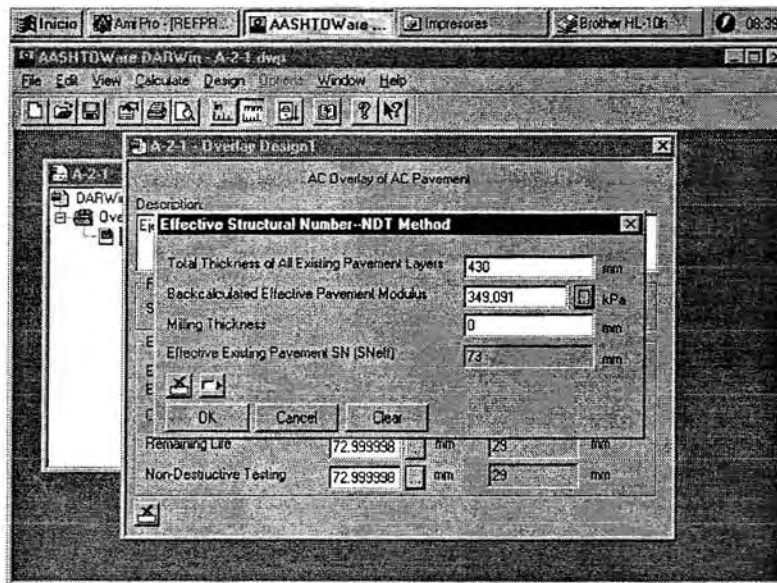 Inicio Ami Pro - [REFPR... AASHTOWare ... Impresoras Brother HL-10h 08:39
AASHTOWare DARWin - A-2-1.dwp
File Edit View Calculate Design Options Window Help
A-2-1 - Overlay Design1
A-2-1
AC Overlay of AC Pavement
DARWin
Description:
Ove
Eje
Effective Structural Number--NDT Method
Total Thickness of All Existing Pavement Layers 430 mm
Backcalculated Effective Pavement Modulus 349,091 kPa
Milling Thickness 0 mm
Effective Existing Pavement SN (SNeff) 73
OK Cancel Clear
Remaining Life 72.999998 mm 29 mm
Non-Destructive Testing 72.999998 mm 29 mm